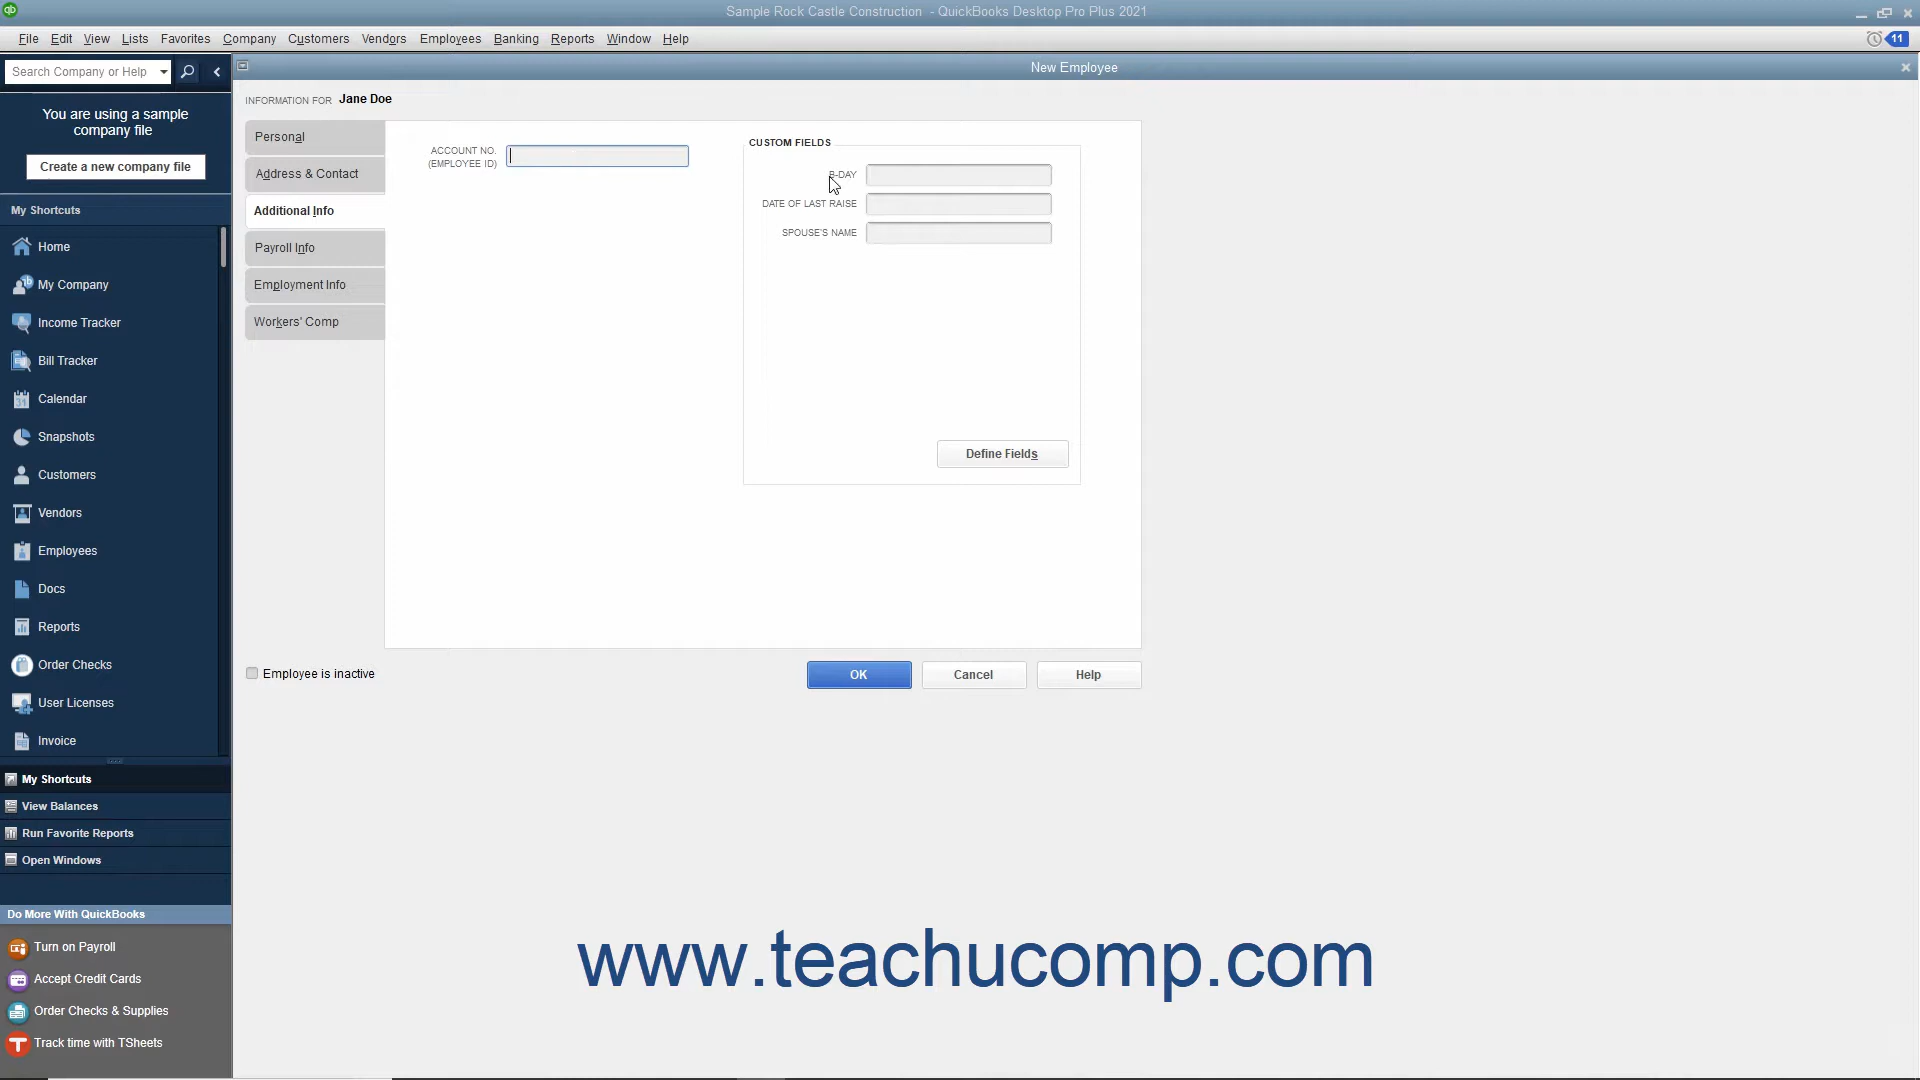 Sample Rock Castle Construction - QuickBooks Desktop Pro Plus 2021
File Edit View Lists Favorites Company Customers Vendors Employees Banking Reports Window Help
11
Search Company or Help
New Employee
You are using a sample
company file
Create a new company file
My Shortcuts
Home
My Company
Income Tracker
Bill Tracker
31
Calendar
Snapshots
Customers
Vendors
Employees
Docs
Reports
Order Checks
User Licenses
Invoice
My Shortcuts
View Balances
Run Favorite Reports
Open Windows
Do More With QuickBooks
Turn on Payroll
Accept Credit Cards
Order Checks & Supplies
Track time with TSheets
INFORMATION FOR Jane Doe
Personal
Address & Contact
Additional Info
Payroll Info
Employment Info
Workers' Comp
ACCOUNT NO.
(EMPLOYEE ID)
CUSTOM FIELDS
B-DAY
DATE OF LAST RAISE
SPOUSE'S NAME
Define Fields
Employee is inactive
OK
Cancel
Help
www.teachucomp.com